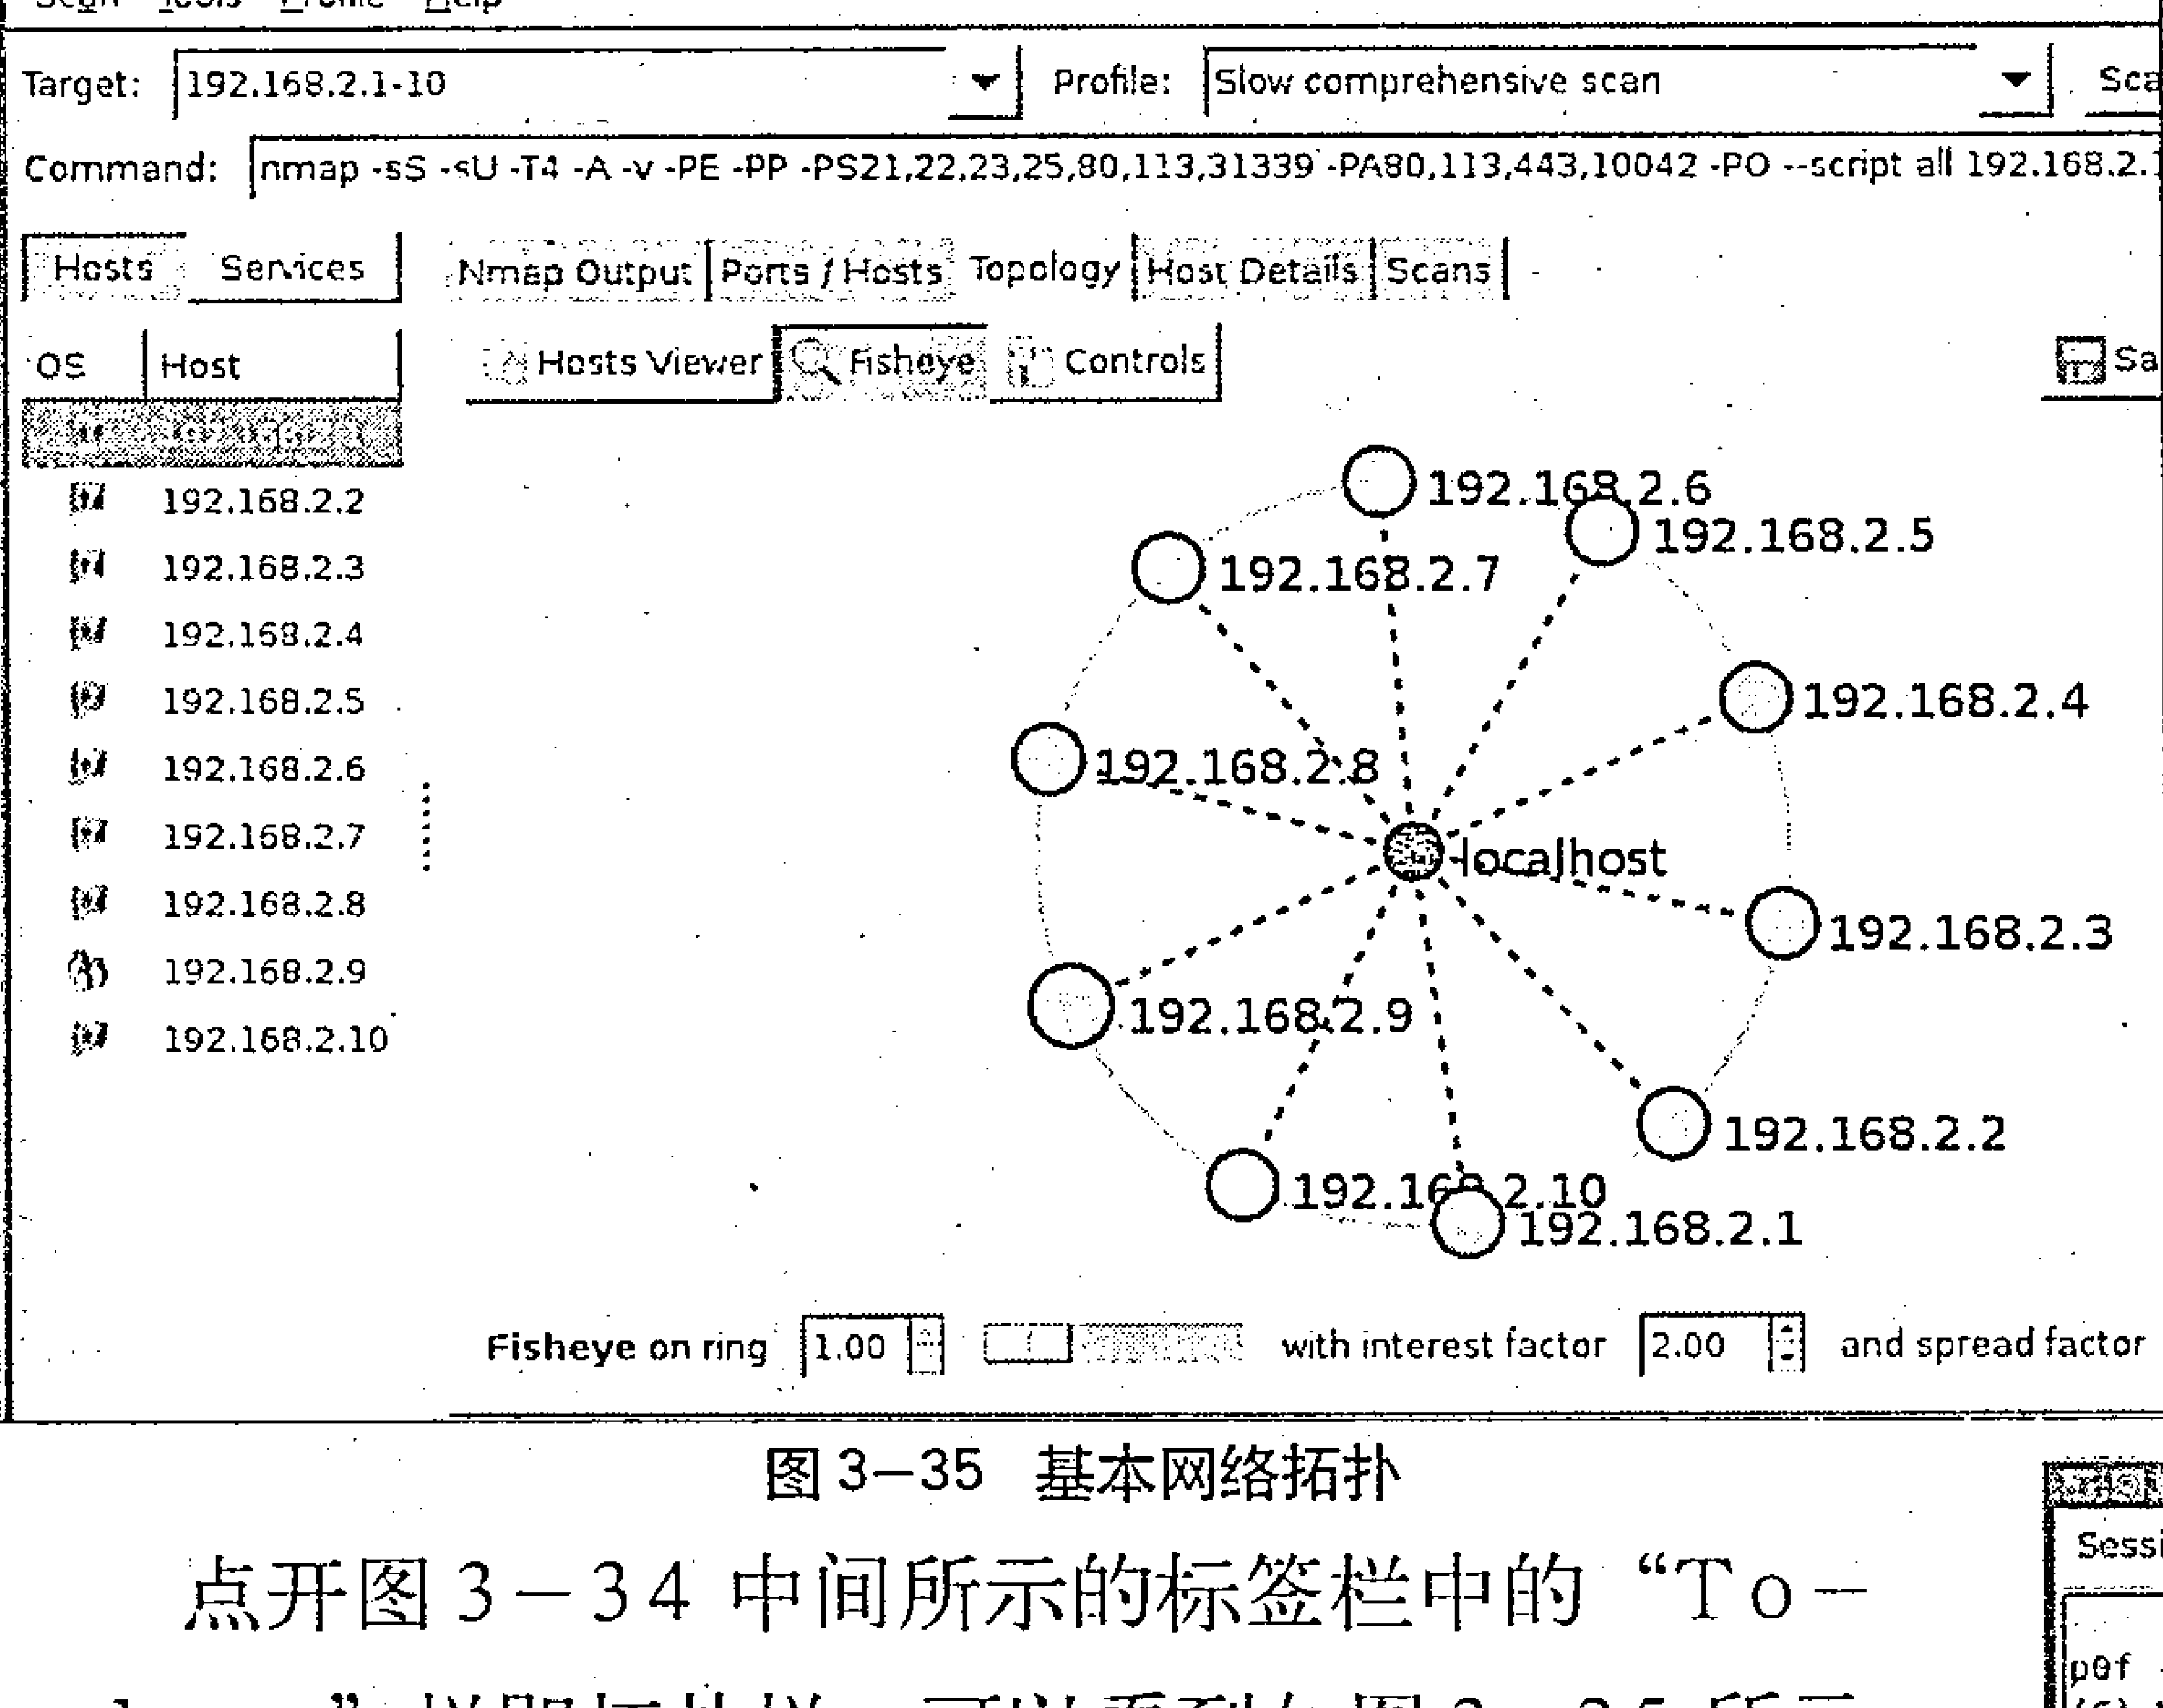 Scan Tools Profile Help
Target: 192.168.2.1-10 Profile: Slow comprehensive scan Sca
Command: nmap -sS -sU -T4 -A -v -PE -PP -PS21,22,23,25,80,113,31339 -PA80,113,443,10042 -PO --script all 192.168.2.1
Hosts Services Nmap Output Ports / Hosts Topology Host Details Scans
OS Host Hosts Viewer Fisheye Controls Sa
192.168.2.2
192.168.2.3
192.168.2.4
192.168.2.5
192.168.2.6
192.168.2.7
192.168.2.8
192.168.2.9
192.168.2.10
192.168.2.6
192.168.2.5
192.168.2.7
192.168.2.4
192.168.2.8
localhost
192.168.2.3
192.168.2.9
192.168.2.2
192.168.2.10
192.168.2.1
Fisheye on ring 1.00 with interest factor 2.00 and spread factor
图 3-35 基本网络拓扑
点开图 3-34 中间所示的标签栏中的 “To-
Sessi
p0f